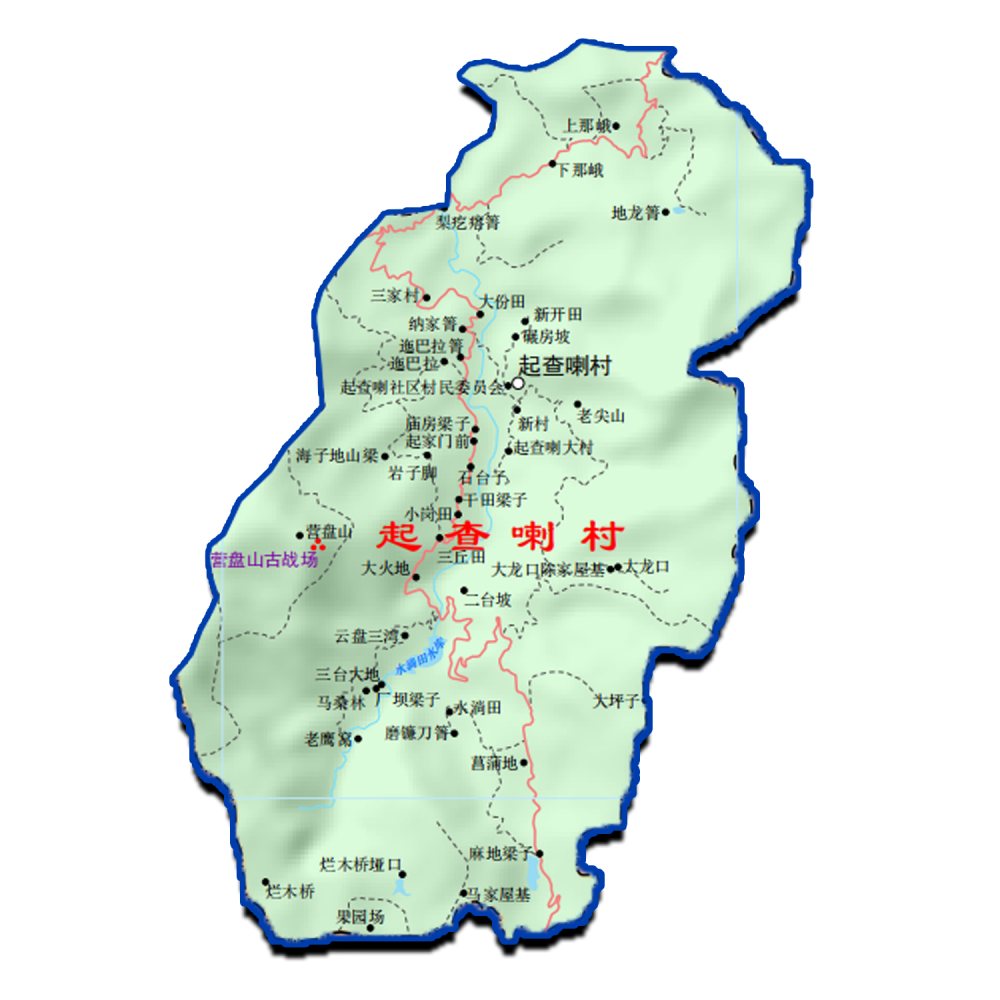 上那峨
下那峨
地龙箐
梨疙瘩箐
三家村
大份田
新开田
纳家箐
碾房坡
迤巴拉箐
迤巴拉
起查喇村
起查喇社区村民委员会
老尖山
新村
庙房梁子
起家门前
起查喇大村
海子地山梁
岩子脚
石台子
干田梁子
小岗田
营盘山
起查喇村
营盘山古战场
三丘田
大火地
大龙口除家屋基
大龙口
二台坡
云盘三湾
水淌田水库
三台大地
马桑林
厂坝梁子
大坪子
水淌田
老鹰窝
磨镰刀箐
菖蒲地
麻地梁子
烂木桥垭口
烂木桥
马家屋基
果园场